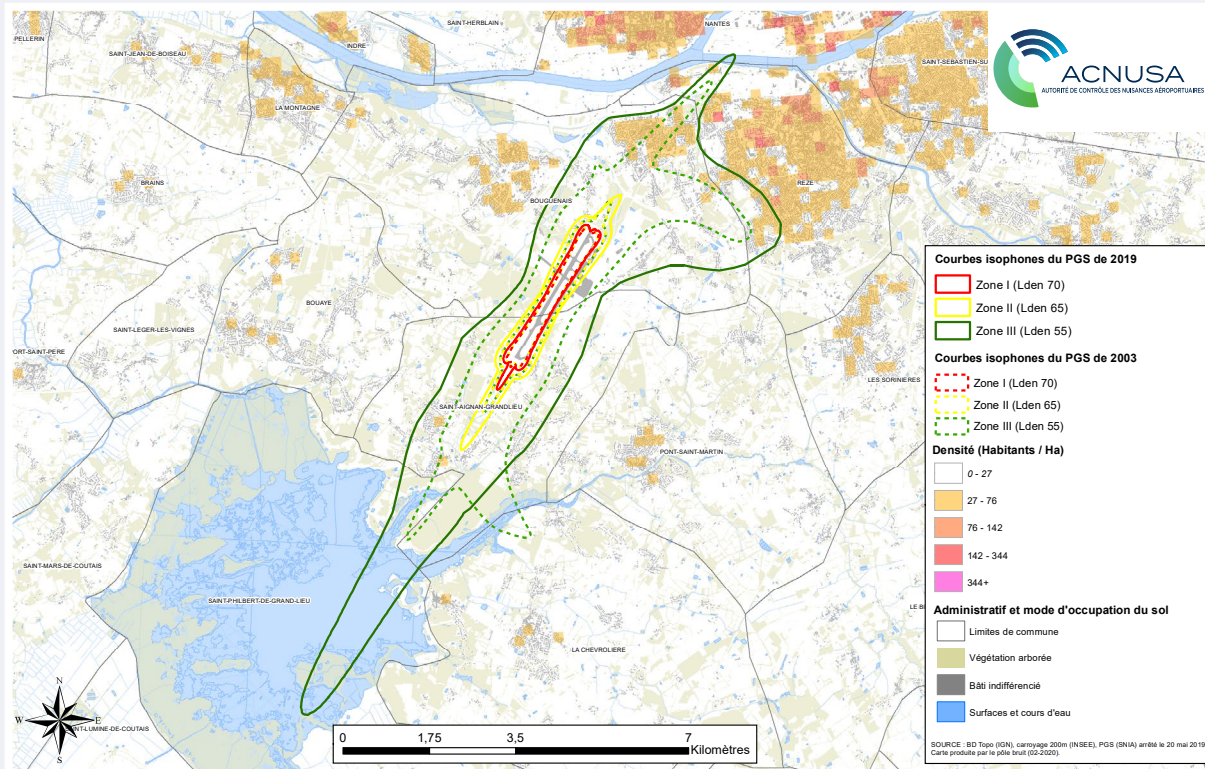 SAINT-HERBLAIN
NANTES
PELLERIN
SAINT-JEAN-DE-BOISEAU
INDRE
SAINT-SEBASTIEN-SU
ACNUSA
AUTORITÉ DE CONTRÔLE DES NUISANCES AÉROPORTUAIRES
LA MONTAGNE
BRAINS
REZE
BOUGUENAIS
BOUAYE
SAINT-LEGER-LES-VIGNES
ORT-SAINT-PERE
LES SORINIERES
SAINT-AIGNAN-GRANDLIEU
PONT-SAINT-MARTIN
SAINT-MARS-DE-COUTAIS
SAINT-PHILBERT-DE-GRAND-LIEU
LE BI
LA CHEVROLIERE
NT-LUMINE-DE-COUTAIS
N
W
E
S
0
1,75
3,5
7
Kilomètres
Courbes isophones du PGS de 2019
Zone I (Lden 70)
Zone II (Lden 65)
Zone III (Lden 55)
Courbes isophones du PGS de 2003
Zone I (Lden 70)
Zone II (Lden 65)
Zone III (Lden 55)
Densité (Habitants / Ha)
0 - 27
27 - 76
76 - 142
142 - 344
344+
Administratif et mode d'occupation du sol
Limites de commune
Végétation arborée
Bâti indifférencié
Surfaces et cours d'eau
SOURCE : BD Topo (IGN), carroyage 200m (INSEE), PGS (SNIA) arrêté le 20 mai 2019
Carte produite par le pôle bruit (02-2020).